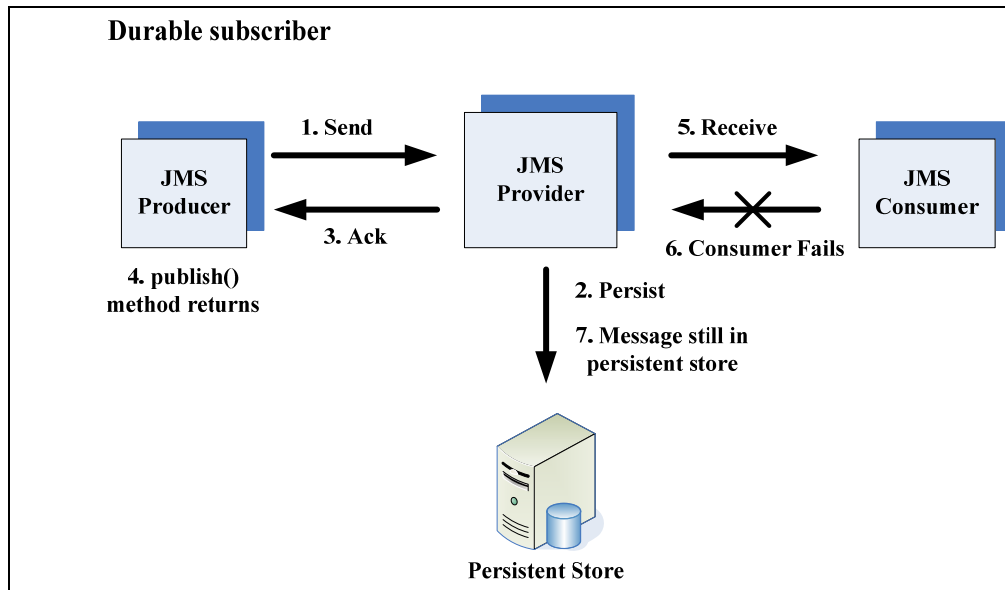 Durable subscriber
1. Send
5. Receive
JMS
Producer
JMS
Provider
JMS
Consumer
3. Ack
6. Consumer Fails
4. publish()
method returns
2. Persist
7. Message still in
persistent store
Persistent Store